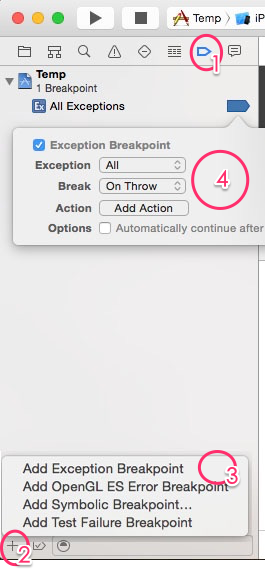 Temp
iP
1
Temp
1 Breakpoint
Ex All Exceptions
Exception Breakpoint
Exception All
Break On Throw
4
Action Add Action
Options Automatically continue after
Add Exception Breakpoint
3
Add OpenGL ES Error Breakpoint
Add Symbolic Breakpoint...
Add Test Failure Breakpoint
2